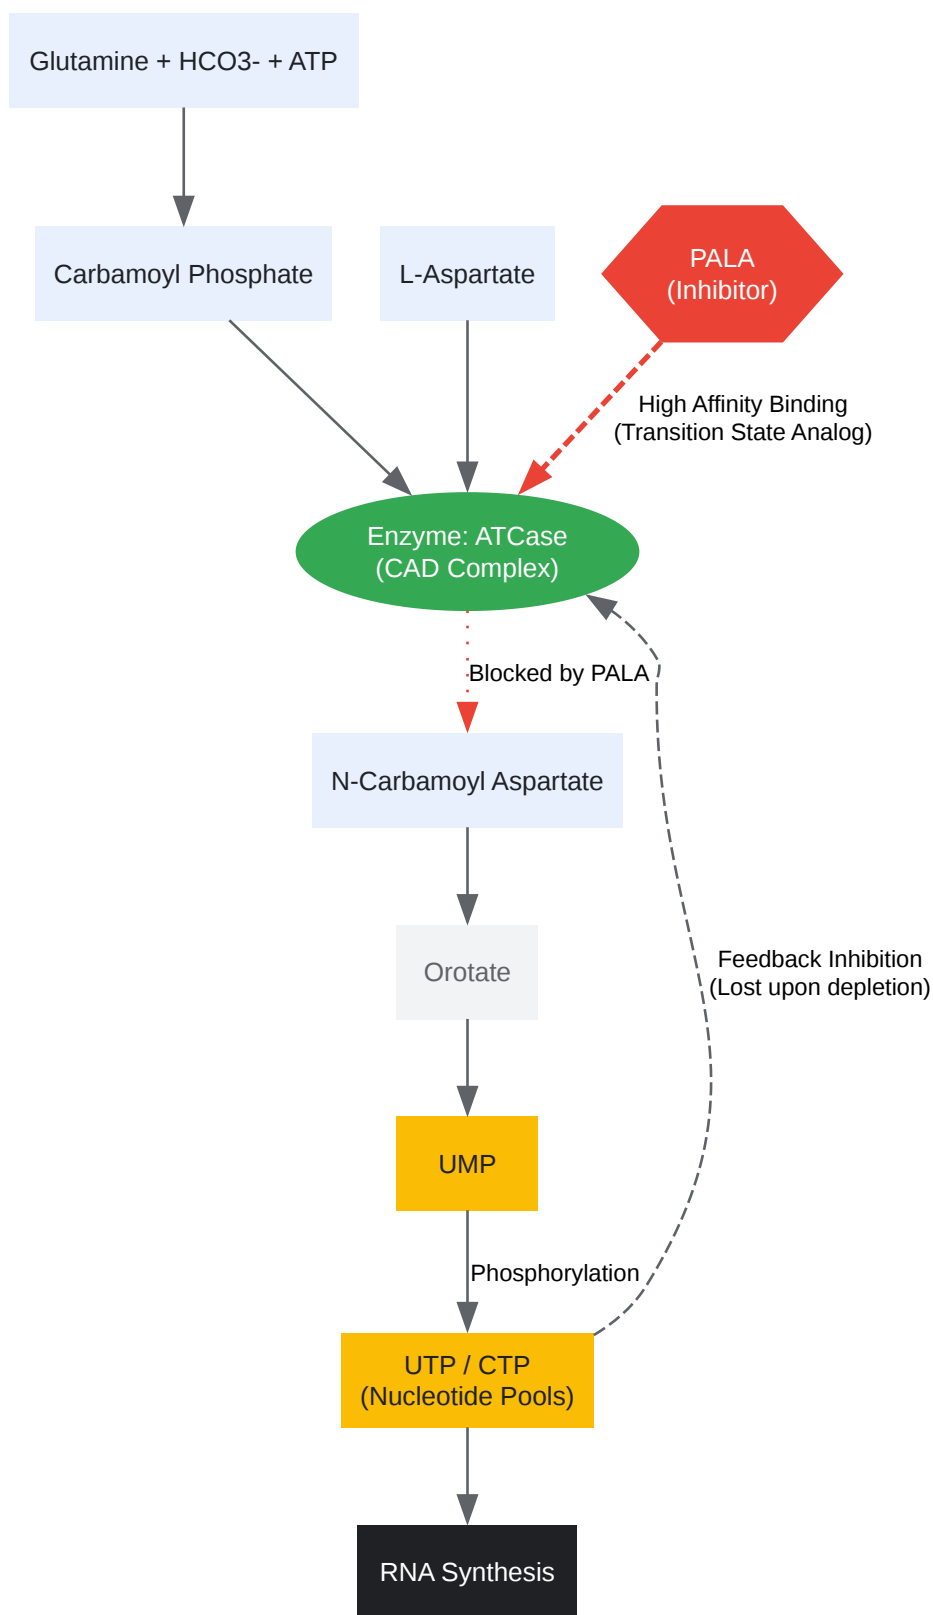 Glutamine + HCO3- + ATP
Carbamoyl Phosphate
L-Aspartate
PALA
(Inhibitor)
High Affinity Binding
(Transition State Analog)
Enzyme: ATCase
(CAD Complex)
Blocked by PALA
N-Carbamoyl Aspartate
Orotate
Feedback Inhibition
(Lost upon depletion)
UMP
Phosphorylation
UTP / CTP
(Nucleotide Pools)
RNA Synthesis